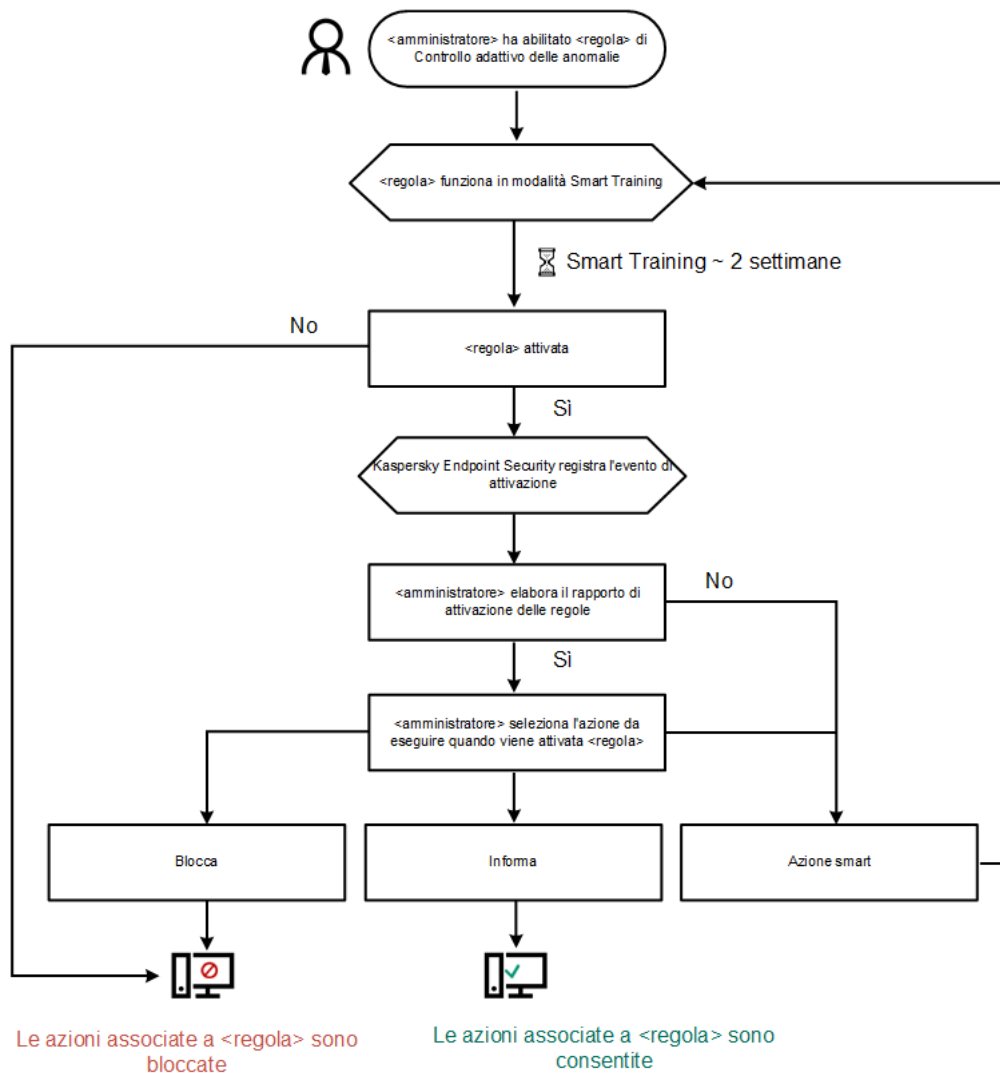 <amministratore> ha abilitato <regola> di
Controllo adattivo delle anomalie
<regola> funziona in modalità Smart Training
Smart Training ~ 2 settimane
No
<regola> attivata
Sì
Kaspersky Endpoint Security registra l'evento di
attivazione
<amministratore> elabora il rapporto di
attivazione delle regole
No
Sì
<amministratore> seleziona l'azione da
eseguire quando viene attivata <regola>
Blocca
Informa
Azione smart
Le azioni associate a <regola> sono
bloccate
Le azioni associate a <regola> sono
consentite